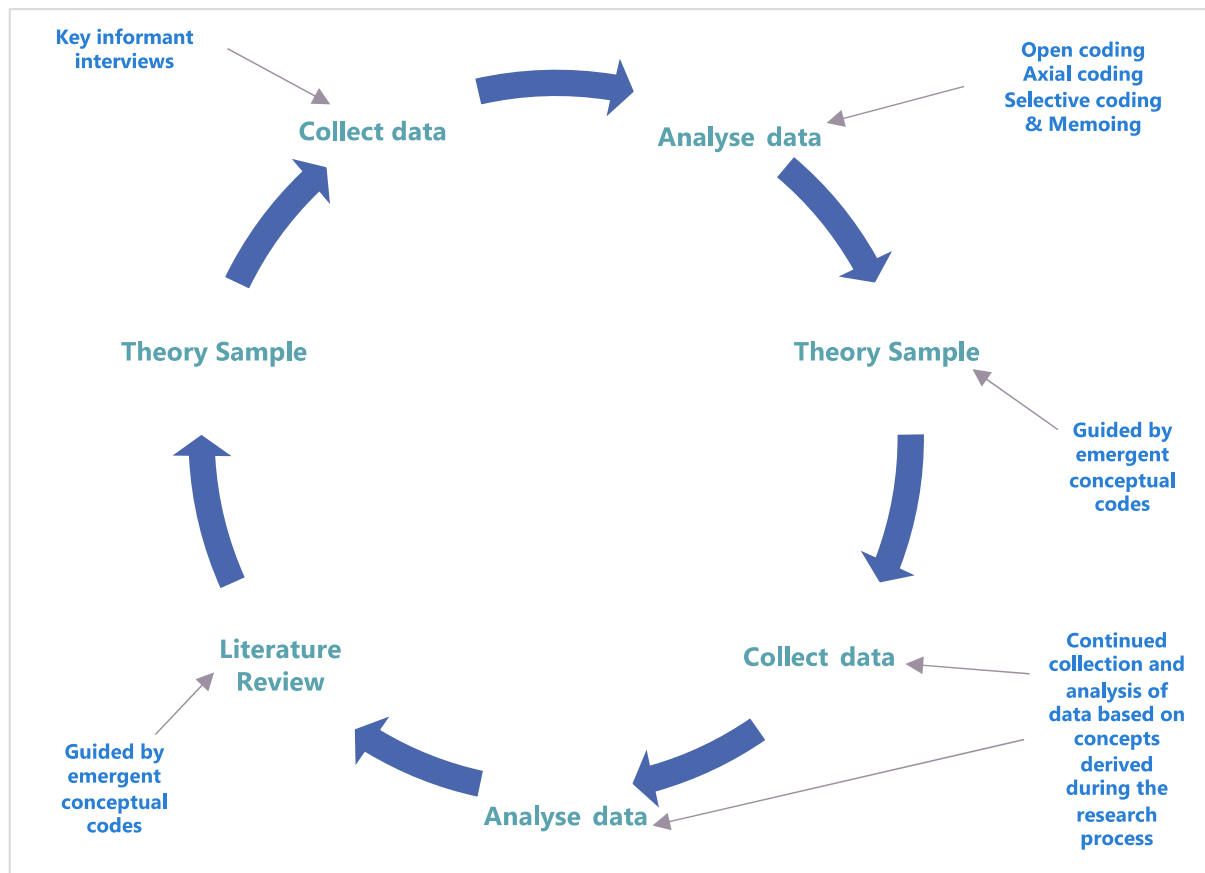 Key informant
interviews
Collect data
Open coding
Axial coding
Selective coding
& Memoing
Analyse data
Theory Sample
Theory Sample
Guided by
emergent
conceptual
codes
Literature
Review
Collect data
Continued
collection and
analysis of
data based on
concepts
derived
during the
research
process
Guided by
emergent
conceptual
codes
Analyse data